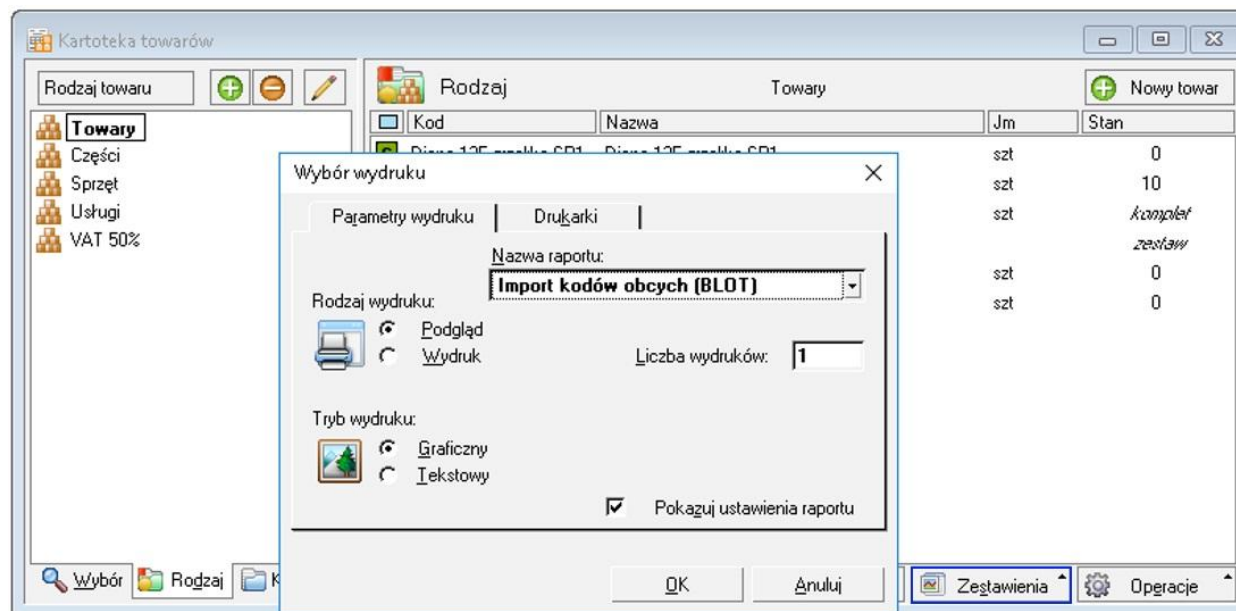 Kartoteka towarów
Rodzaj towaru
Towary
Części
Sprzęt
Usługi
VAT 50%
Rodzaj
Towary
Nowy towar
Kod
Nazwa
Jm
Stan
szt 0
szt 10
szt komplet
zestaw
szt 0
szt 0
Wybór wydruku
Parametry wydruku
Drukarki
Nazwa raportu:
Import kodów obcych (BLOT)
Rodzaj wydruku:
Podgląd
Wydruk
Liczba wydruków: 1
Tryb wydruku:
Graficzny
Tekstowy
Pokazuj ustawienia raportu
OK
Anuluj
Wybór
Rodzaj
K
Zestawienia
Operacje